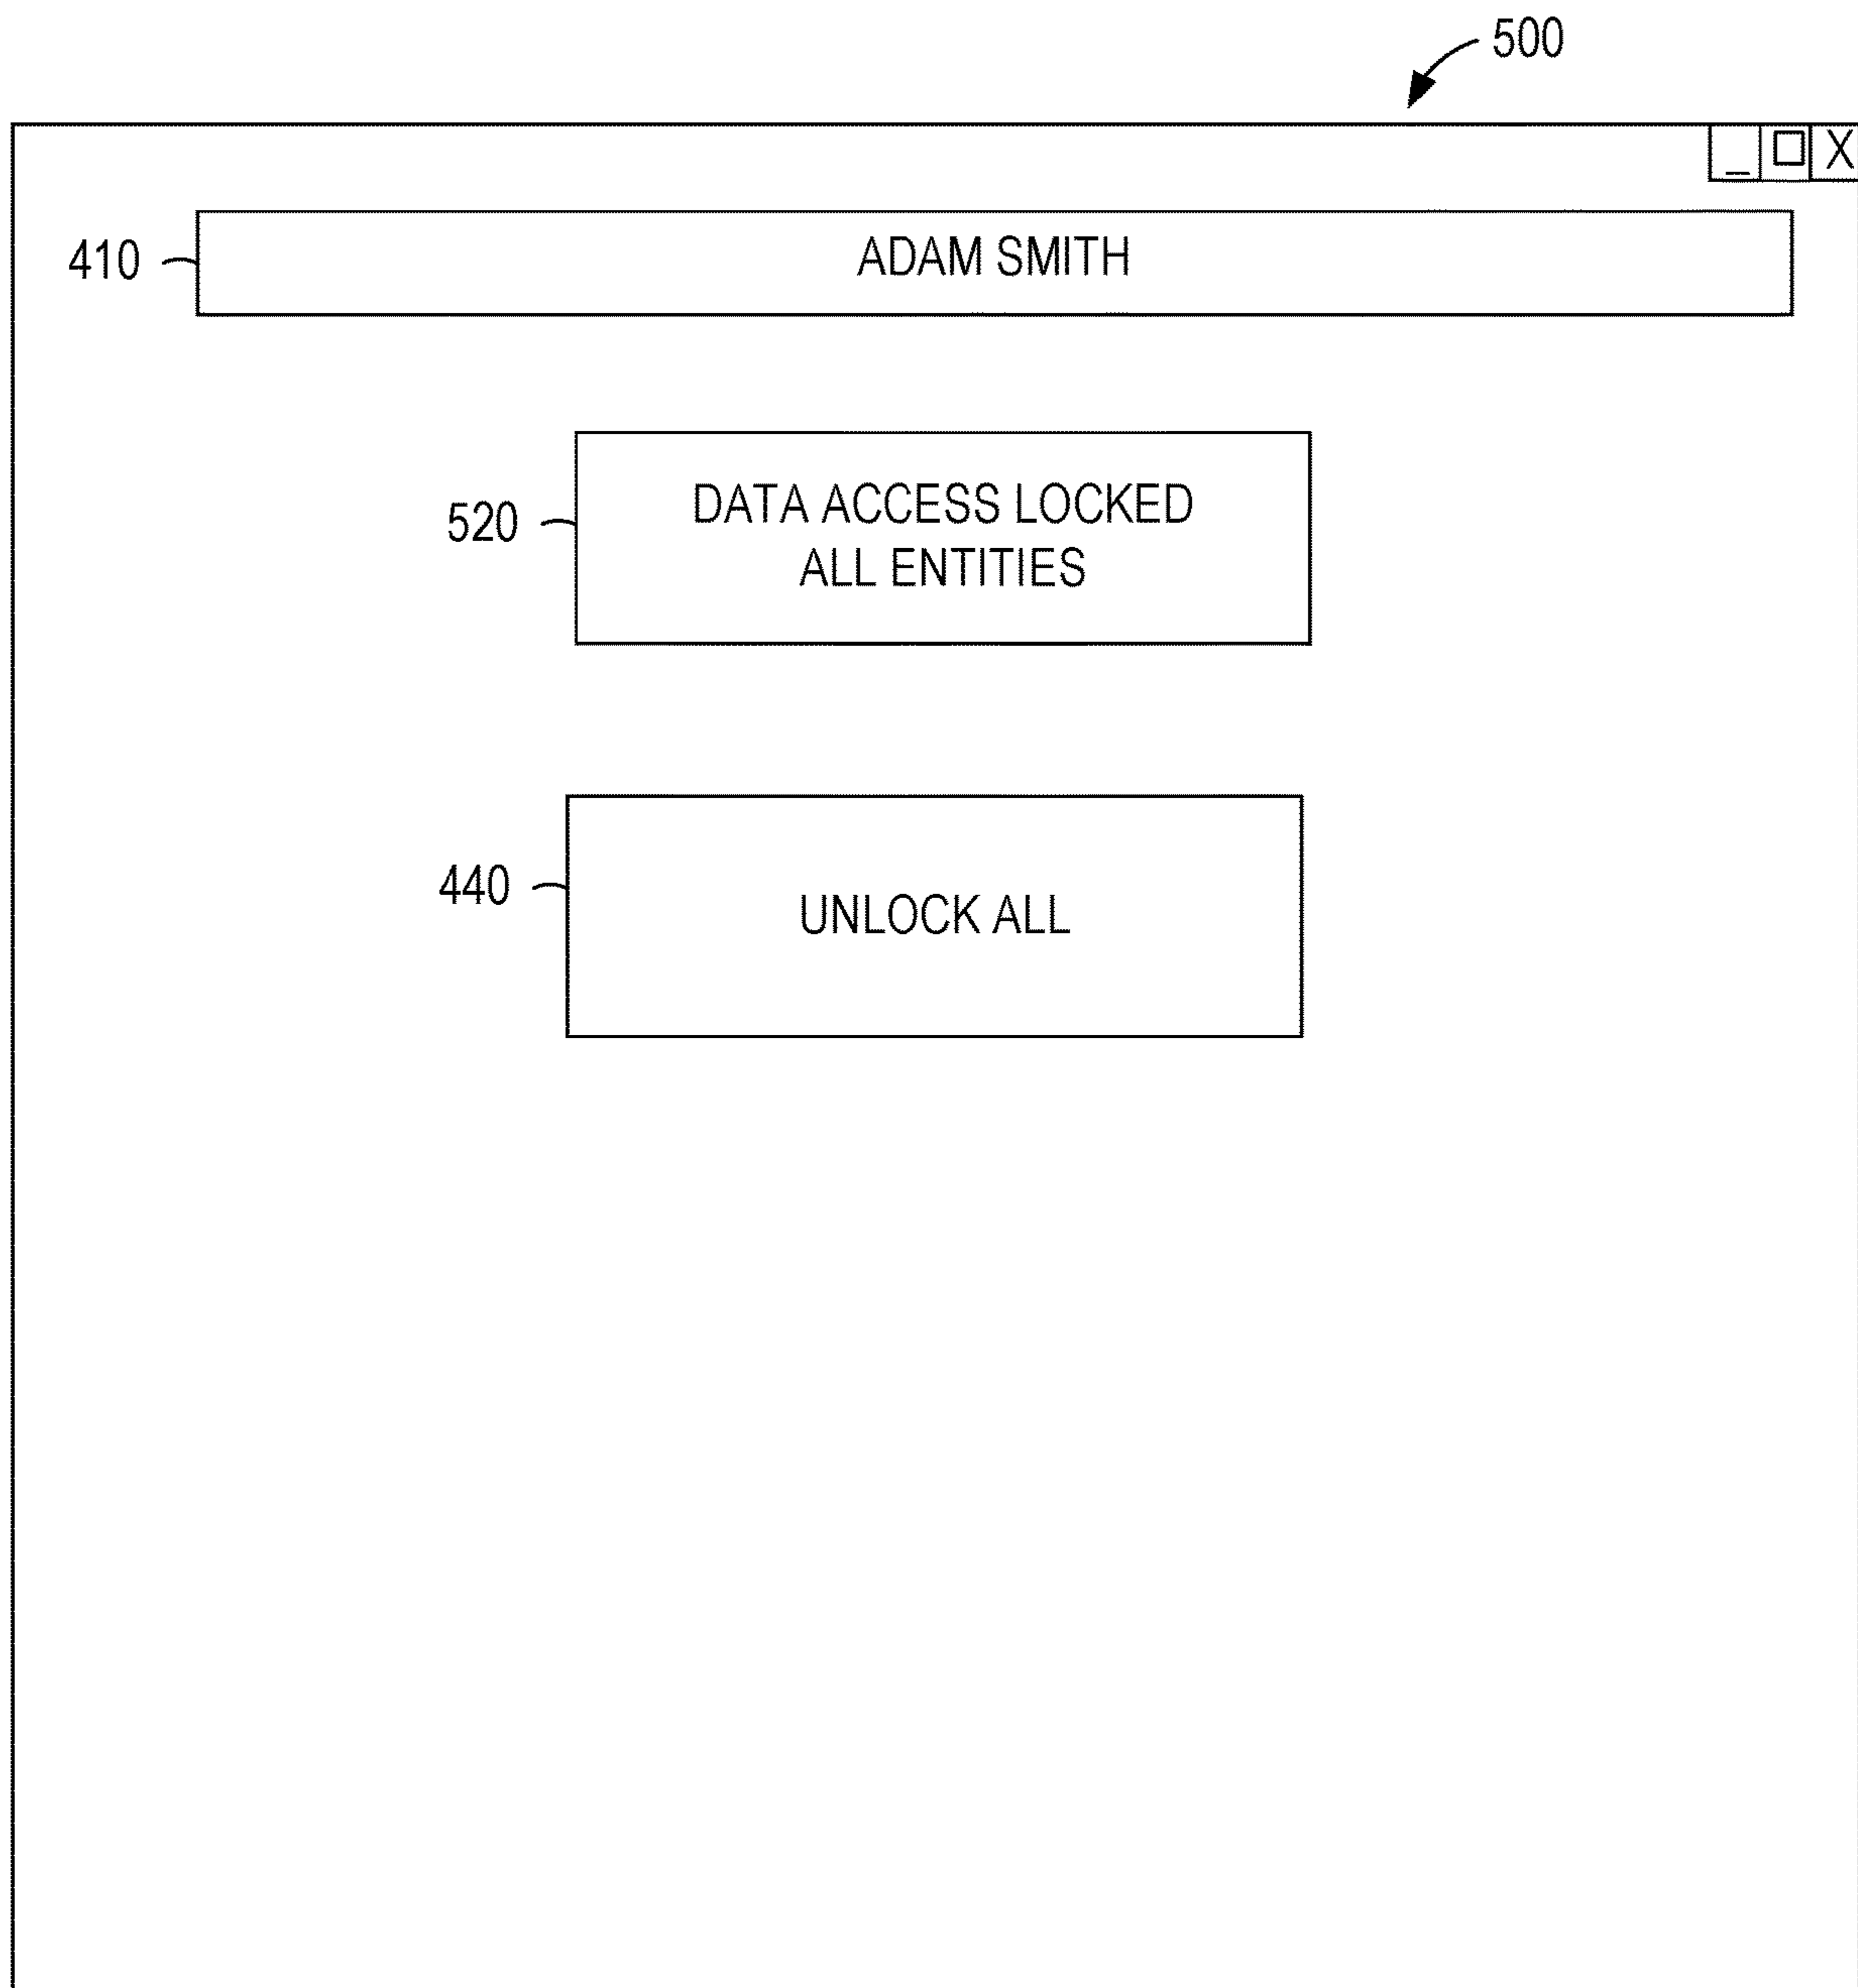 500
_ □ X
410
ADAM SMITH
520
DATA ACCESS LOCKED
ALL ENTITIES
440
UNLOCK ALL